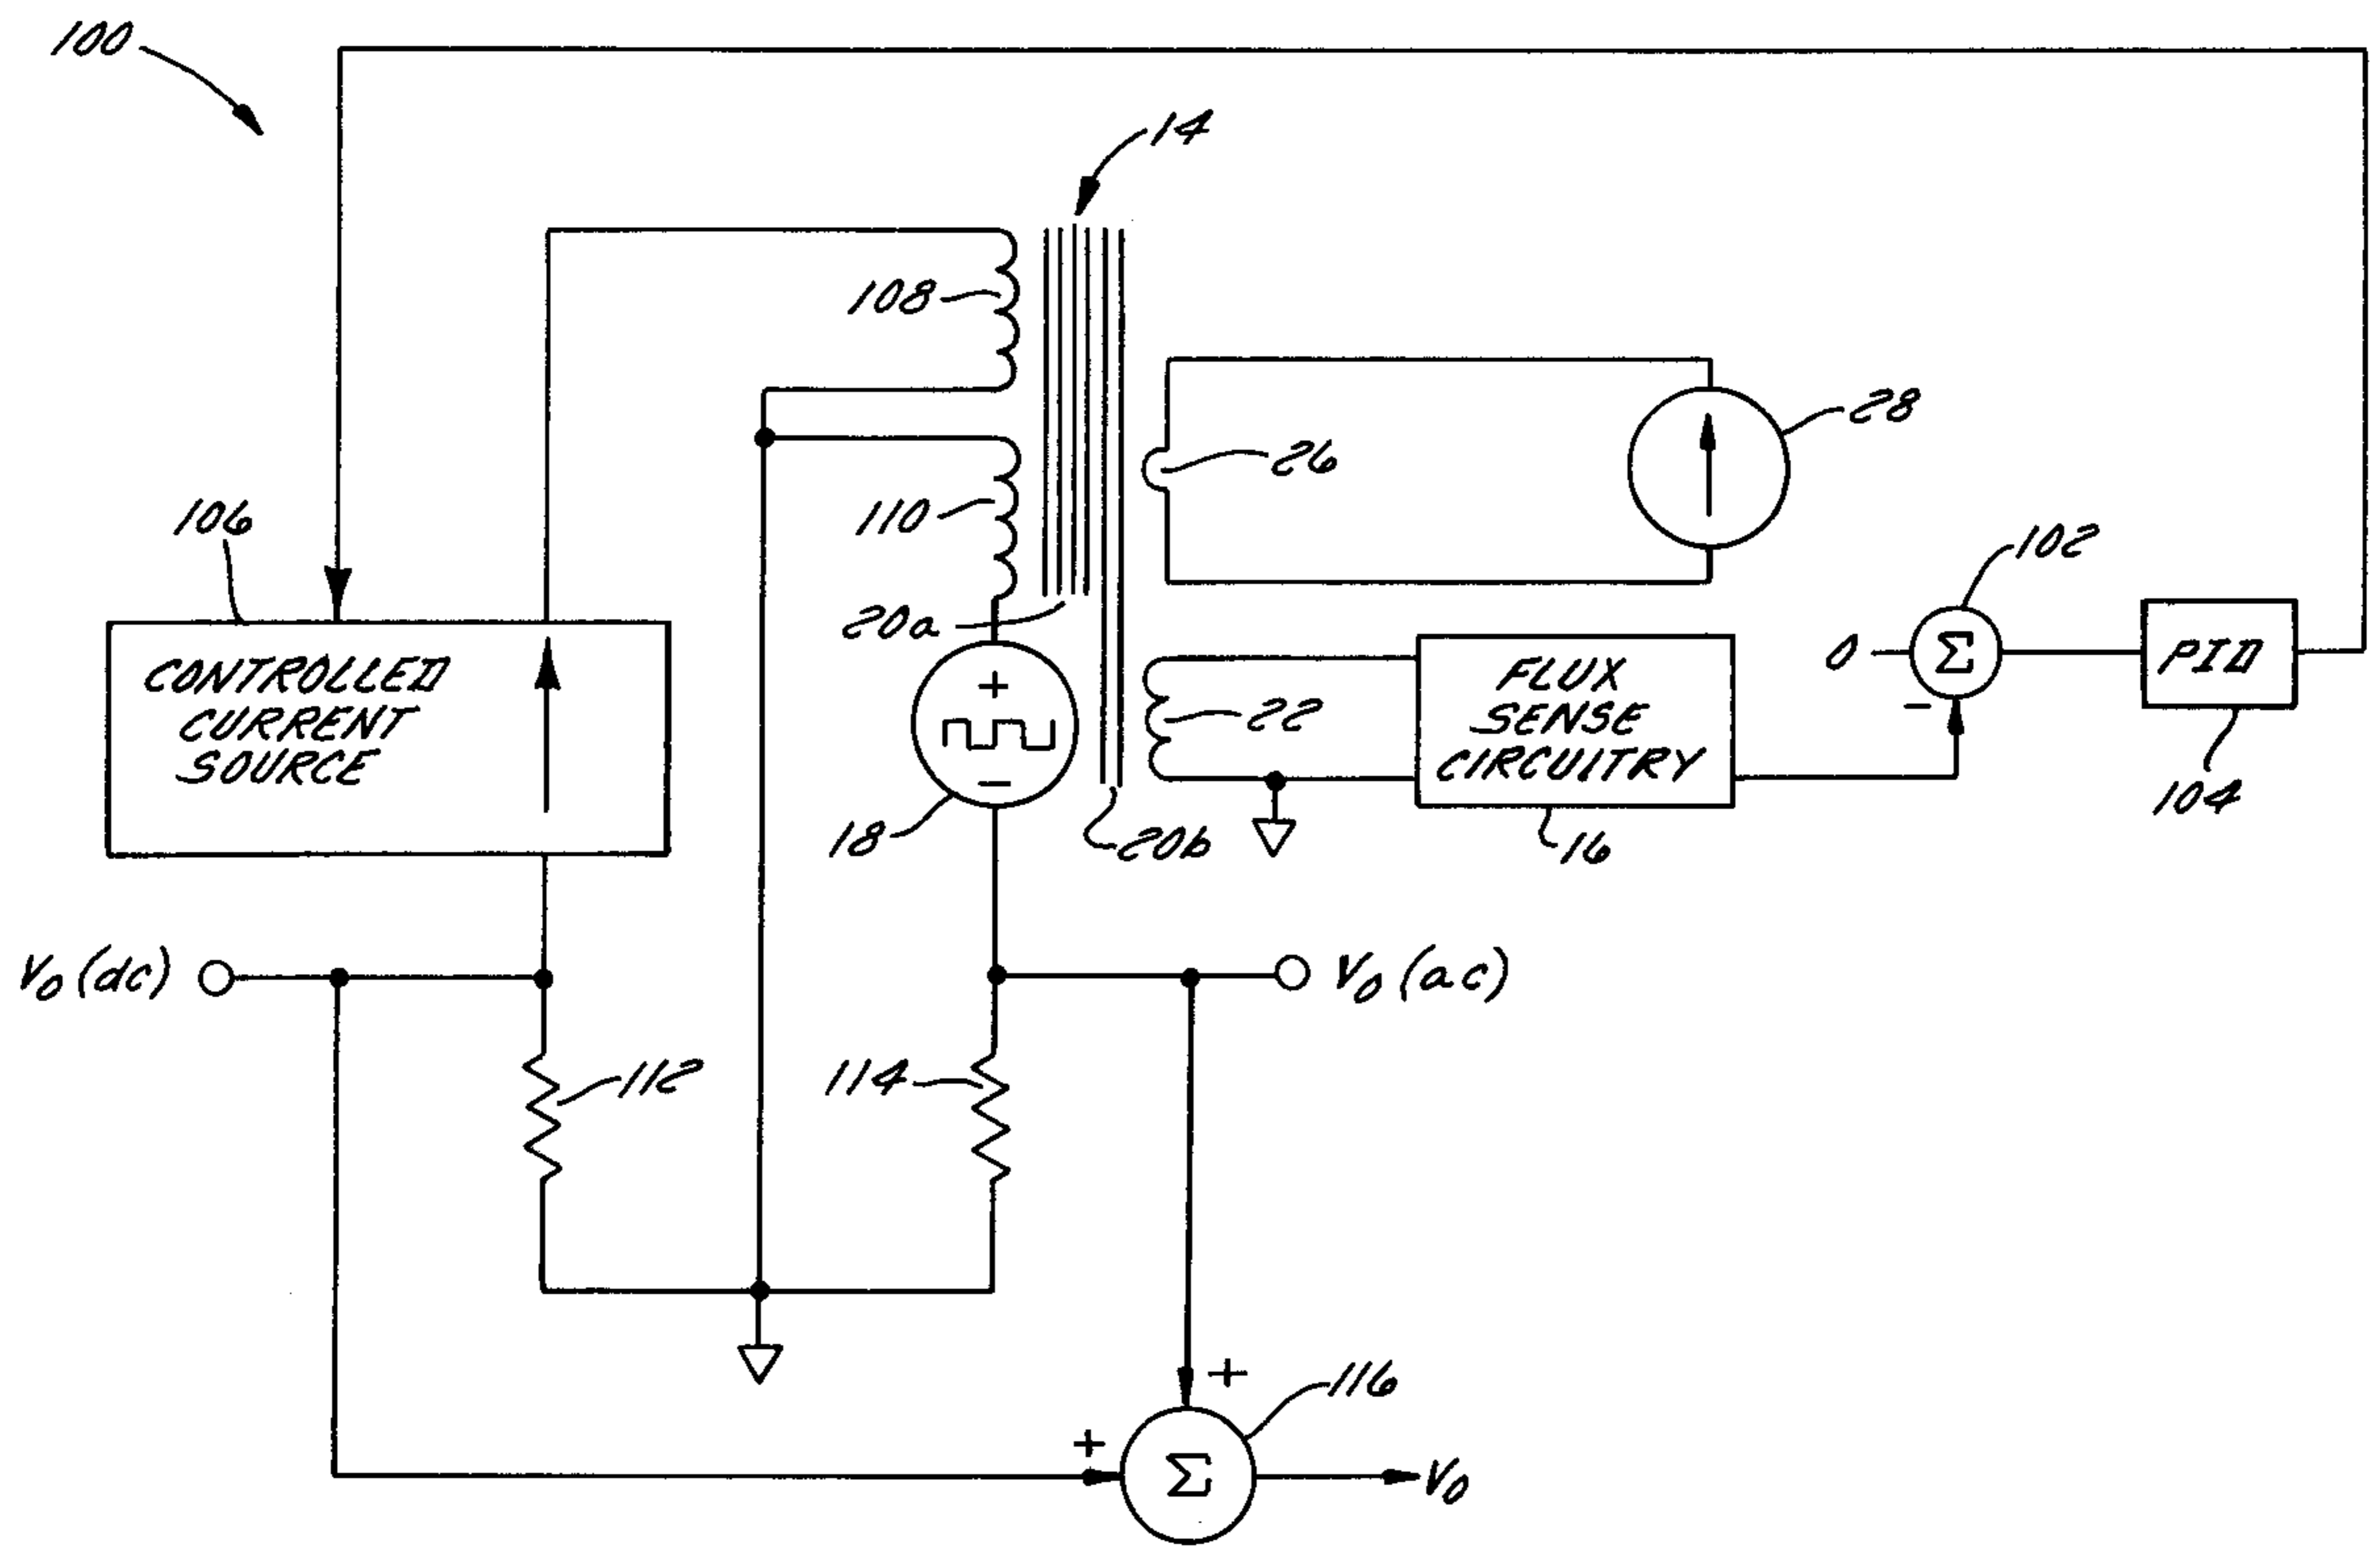 100
14
108
28
26
110
106
102
20a
CONTROLLED
CURRENT
SOURCE
+
-
18
FLUX
SENSE
CIRCUITRY
0
Σ
-
PID
22
20b
16
104
V0 (dc)
V0 (ac)
112
114
+
116
+
Σ
V0